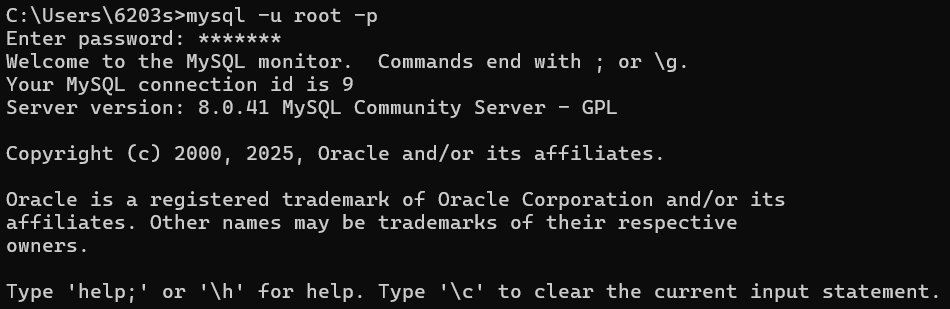 C:\Users\6203s>mysql -u root -p
Enter password: *******
Welcome to the MySQL monitor.  Commands end with ; or \g.
Your MySQL connection id is 9
Server version: 8.0.41 MySQL Community Server - GPL
Copyright (c) 2000, 2025, Oracle and/or its affiliates.
Oracle is a registered trademark of Oracle Corporation and/or its
affiliates. Other names may be trademarks of their respective
owners.
Type 'help;' or '\h' for help. Type '\c' to clear the current input statement.